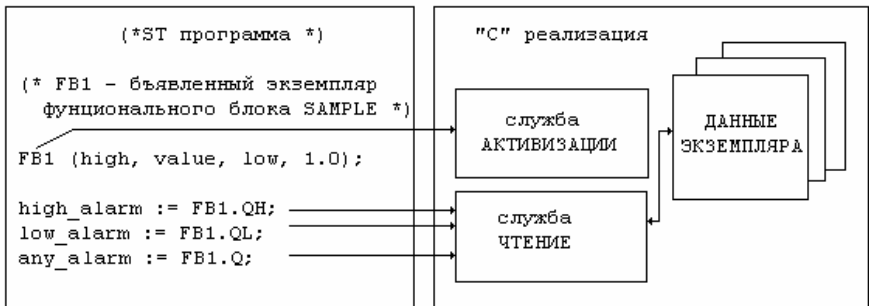 (*ST программа *)
(* FB1 – бъявленный экземпляр
фунционального блока SAMPLE *)
FB1 (high, value, low, 1.0);
high_alarm := FB1.QH;
low_alarm := FB1.QL;
any_alarm := FB1.Q;
"С" реализация
служба
АКТИВИЗАЦИИ
служба
ЧТЕНИЕ
ДАННЫЕ
ЭКЗЕМПЛЯРА